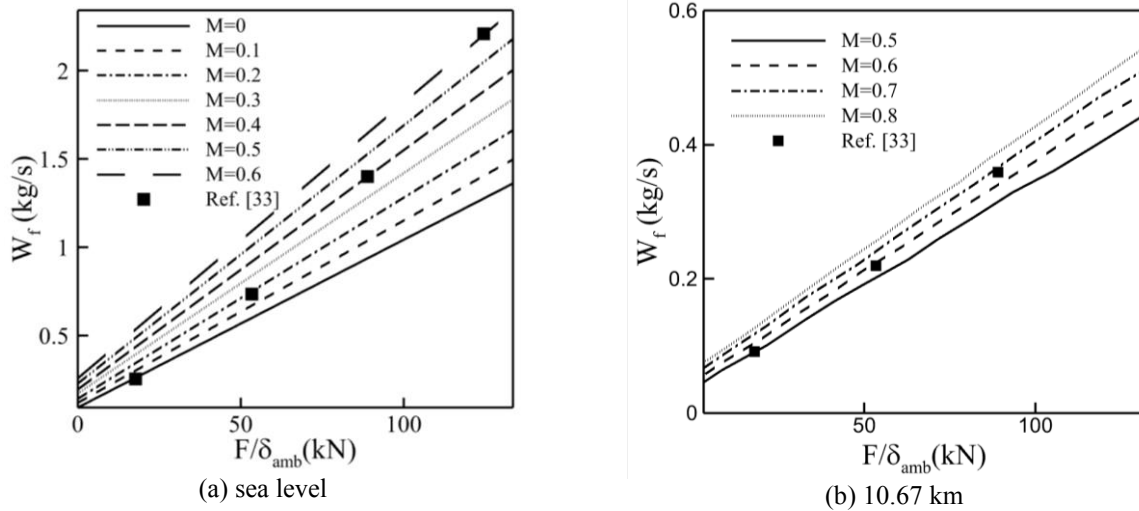 M=0
M=0.1
M=0.2
M=0.3
M=0.4
M=0.5
M=0.6
Ref. [33]
2
1.5
1
0.5
W_f (kg/s)
0
50
100
F/δ_amb(kN)
(a) sea level
0.6
M=0.5
M=0.6
M=0.7
M=0.8
Ref. [33]
0.4
0.2
0
W_f (kg/s)
50
100
F/δ_amb(kN)
(b) 10.67 km